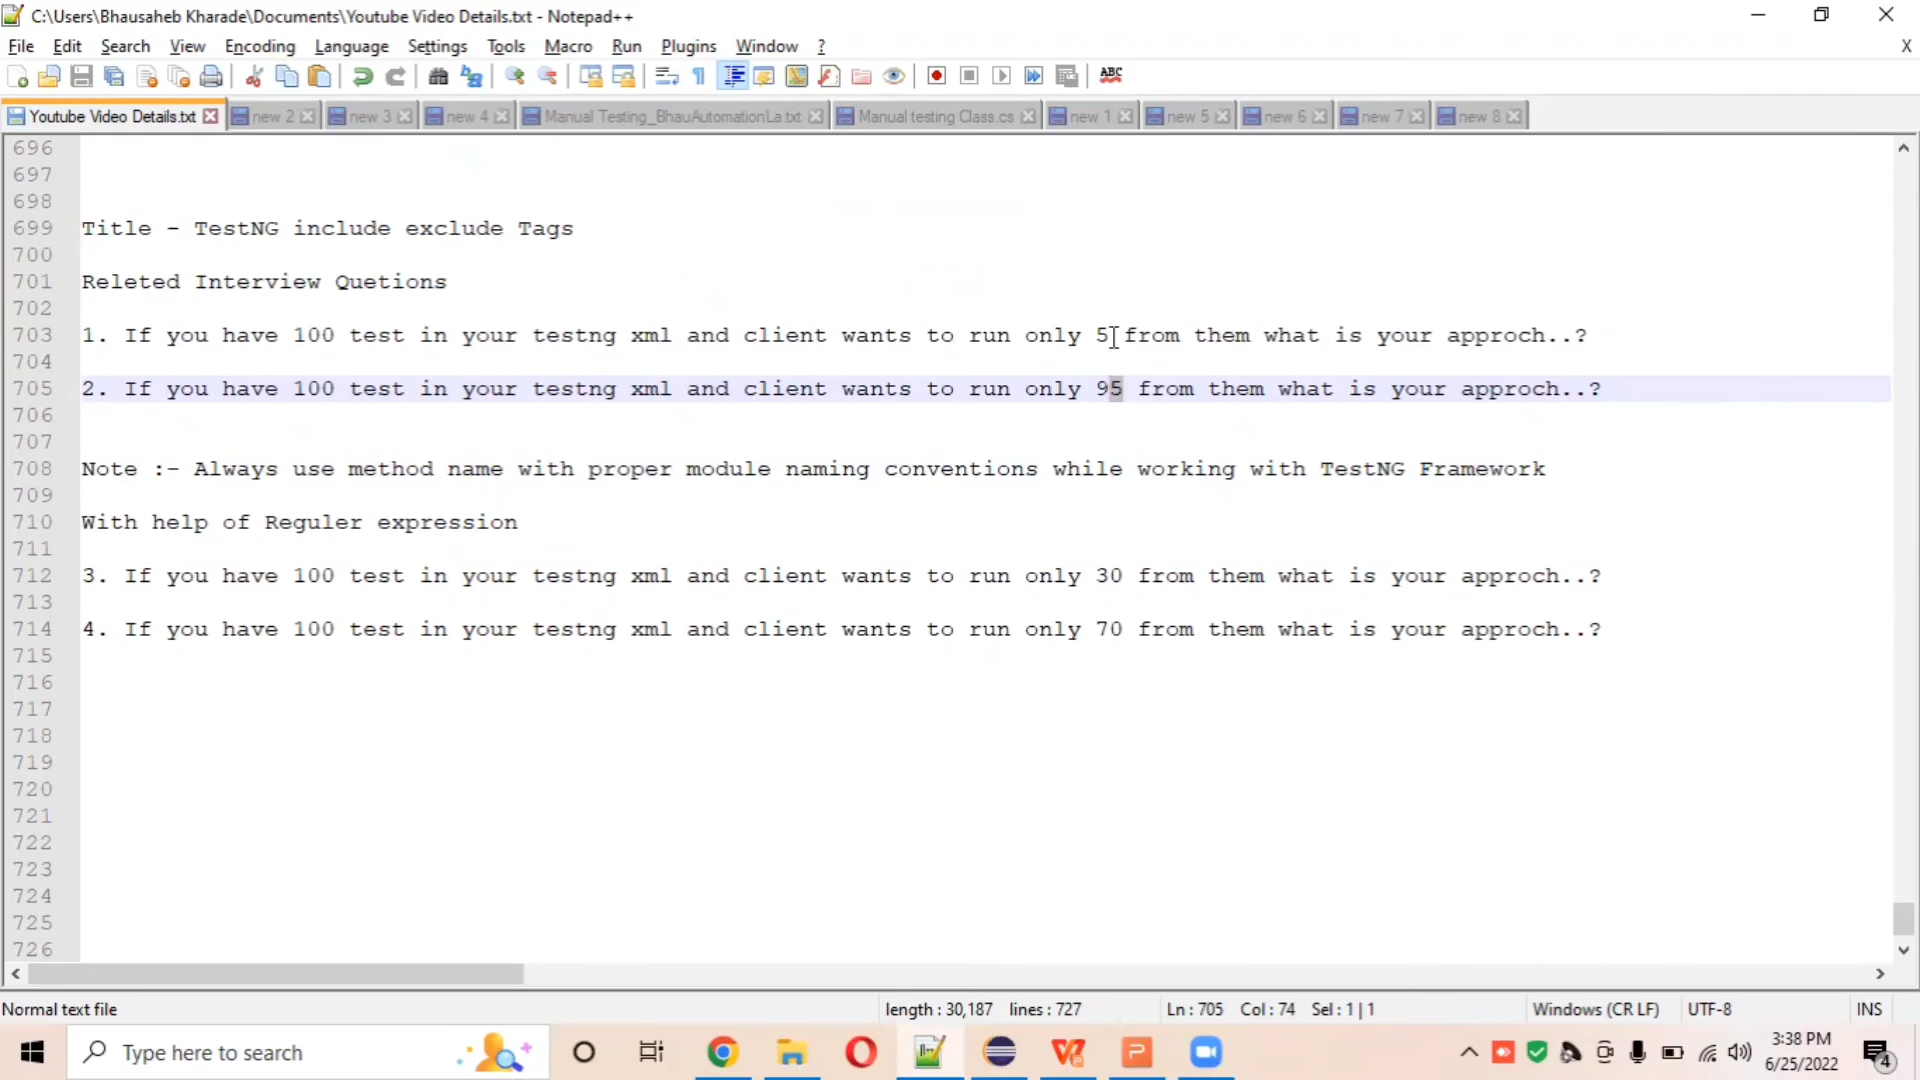 C:\Users\Bhausaheb Kharade\Documents\Youtube Video Details.txt - Notepad++
File Edit Search View Encoding Language Settings Tools Macro Run Plugins Window ? X
ABC
Youtube Video Details.txt new 2 new 3 new 4 Manual Testing_BhauAutomationLa.txt Manual testing Class.cs new 1 new 5 new 6 new 7 new 8
696
697
698
699 Title - TestNG include exclude Tags
700
701 Releted Interview Quetions
702
703 1. If you have 100 test in your testng xml and client wants to run only 5 from them what is your approch..?
704
705 2. If you have 100 test in your testng xml and client wants to run only 95 from them what is your approch..?
706
707
708 Note :- Always use method name with proper module naming conventions while working with TestNG Framework
709
710 With help of Reguler expression
711
712 3. If you have 100 test in your testng xml and client wants to run only 30 from them what is your approch..?
713
714 4. If you have 100 test in your testng xml and client wants to run only 70 from them what is your approch..?
715
716
717
718
719
720
721
722
723
724
725
726
Normal text file length : 30,187 lines : 727 Ln : 705 Col : 74 Sel : 1 | 1 Windows (CR LF) UTF-8 INS
Type here to search
3:38 PM
6/25/2022
4